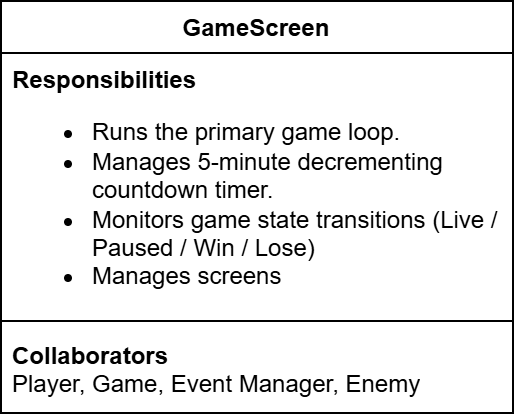 GameScreen
Responsibilities
• Runs the primary game loop.
• Manages 5-minute decrementing
countdown timer.
• Monitors game state transitions (Live /
Paused / Win / Lose)
• Manages screens
Collaborators
Player, Game, Event Manager, Enemy